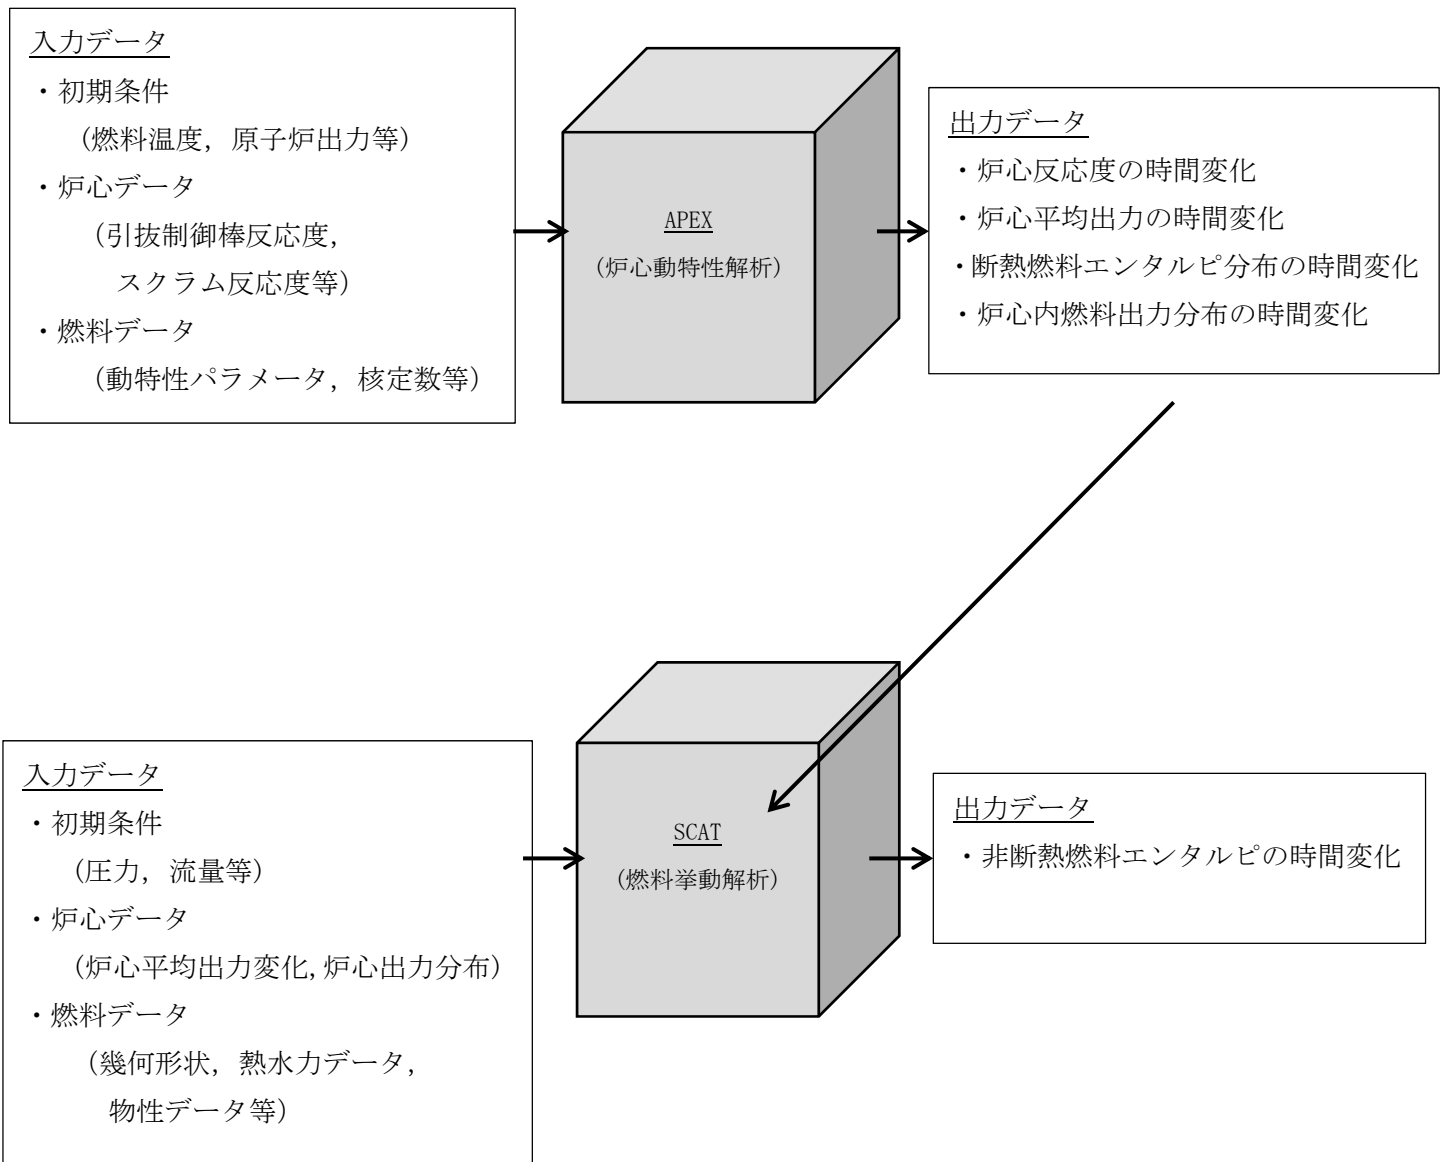 入力データ
・初期条件
(燃料温度，原子炉出力等)
・炉心データ
(引抜制御棒反応度，
スクラム反応度等)
・燃料データ
(動特性パラメータ，核定数等)
APEX
(炉心動特性解析)
出力データ
・炉心反応度の時間変化
・炉心平均出力の時間変化
・断熱燃料エンタルピ分布の時間変化
・炉心内燃料出力分布の時間変化
入力データ
・初期条件
(圧力，流量等)
・炉心データ
(炉心平均出力変化,炉心出力分布)
・燃料データ
(幾何形状，熱水力データ，
物性データ等)
SCAT
(燃料挙動解析)
出力データ
・非断熱燃料エンタルピの時間変化